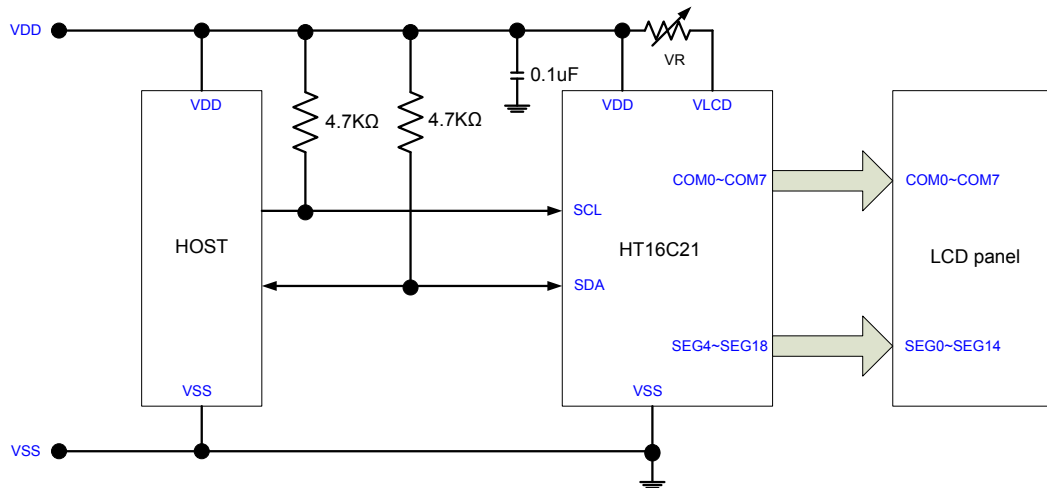 VDD
VR
0.1uF
VDD
VDD
VLCD
4.7KΩ
4.7KΩ
COM0~COM7
COM0~COM7
SCL
HOST
HT16C21
LCD panel
SDA
SEG4~SEG18
SEG0~SEG14
VSS
VSS
VSS